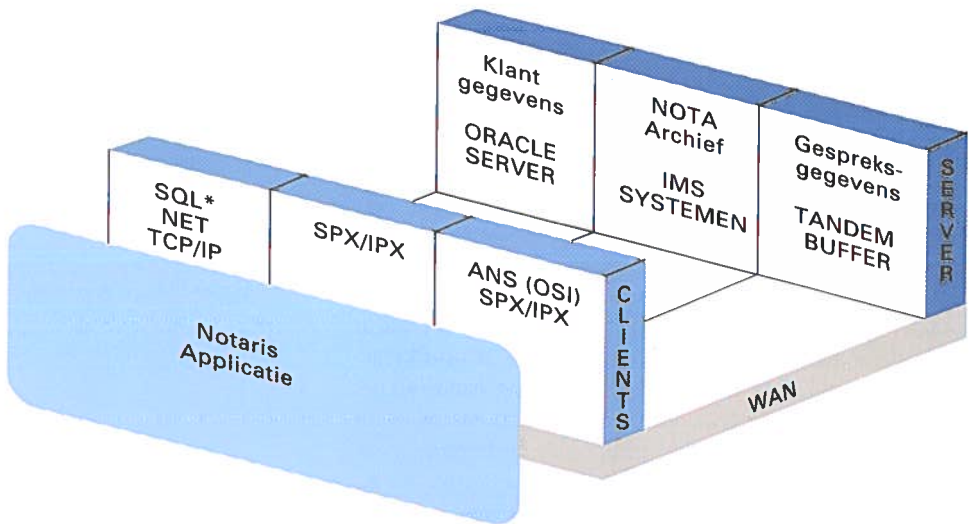 Klant
gegevens
ORACLE
SERVER
NOTA
Archief
IMS
SYSTEMEN
Gespreks-
gegevens
TANDEM
BUFFER
SERVER
SQL*
NET
TCP/IP
SPX/IPX
ANS (OSI)
SPX/IPX
CLIENTS
Notaris
Applicatie
WAN